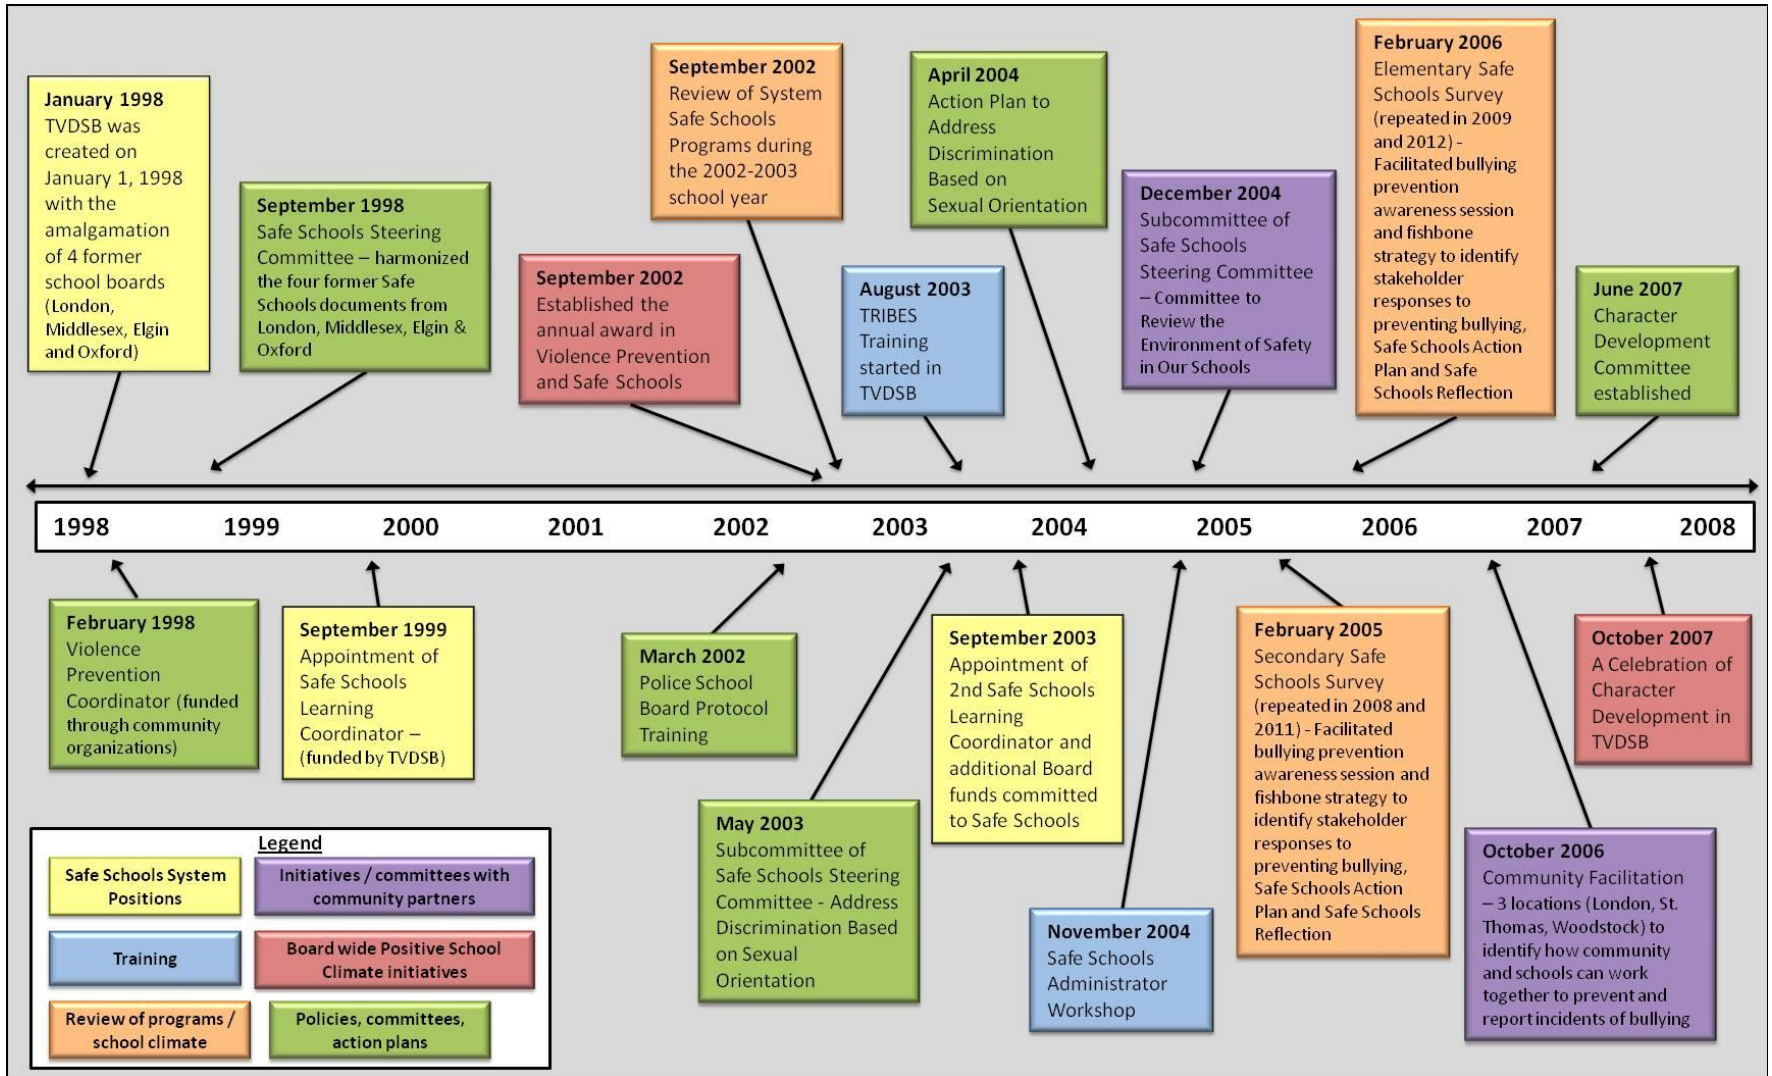 January 1998
TVDSB was
created on
January 1, 1998
with the
amalgamation
of 4 former
school boards
(London,
Middlesex, Elgin
and Oxford)
September 1998
Safe Schools Steering
Committee – harmonized
the four former Safe
Schools documents from
London, Middlesex, Elgin &
Oxford
September 2002
Established the
annual award in
Violence Prevention
and Safe Schools
September 2002
Review of System
Safe Schools
Programs during
the 2002-2003
school year
August 2003
TRIBES
Training
started in
TVDSB
April 2004
Action Plan to
Address
Discrimination
Based on
Sexual Orientation
December 2004
Subcommittee of
Safe Schools
Steering Committee
– Committee to
Review the
Environment of Safety
in Our Schools
February 2006
Elementary Safe
Schools Survey
(repeated in 2009
and 2012) -
Facilitated bullying
prevention
awareness session
and fishbone
strategy to identify
stakeholder
responses to
preventing bullying,
Safe Schools Action
Plan and Safe
Schools Reflection
June 2007
Character
Development
Committee
established
1998 1999 2000 2001 2002 2003 2004 2005 2006 2007 2008
February 1998
Violence
Prevention
Coordinator (funded
through community
organizations)
September 1999
Appointment of
Safe Schools
Learning
Coordinator –
(funded by TVDSB)
March 2002
Police School
Board Protocol
Training
May 2003
Subcommittee of
Safe Schools Steering
Committee - Address
Discrimination Based
on Sexual
Orientation
September 2003
Appointment of
2nd Safe Schools
Learning
Coordinator and
additional Board
funds committed
to Safe Schools
November 2004
Safe Schools
Administrator
Workshop
February 2005
Secondary Safe
Schools Survey
(repeated in 2008 and
2011) - Facilitated
bullying prevention
awareness session and
fishbone strategy to
identify stakeholder
responses to
preventing bullying,
Safe Schools Action
Plan and Safe Schools
Reflection
October 2006
Community Facilitation
– 3 locations (London, St.
Thomas, Woodstock) to
identify how community
and schools can work
together to prevent and
report incidents of bullying
October 2007
A Celebration of
Character
Development in
TVDSB
Legend
Safe Schools System
Positions
Initiatives / committees with
community partners
Training
Board wide Positive School
Climate initiatives
Review of programs /
school climate
Policies, committees,
action plans